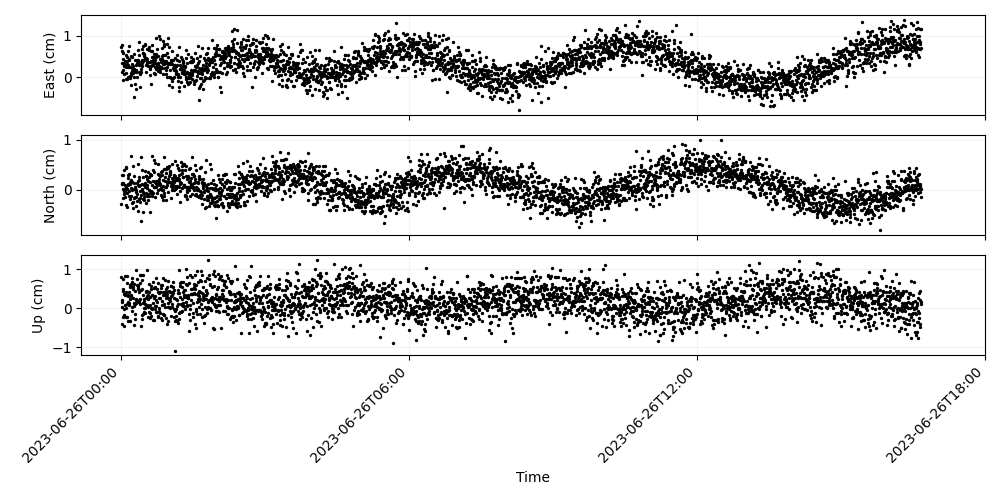 East (cm)
1
0
North (cm)
1
0
Up (cm)
1
0
−1
2023-06-26T00:00
2023-06-26T06:00
2023-06-26T12:00
2023-06-26T18:00
Time